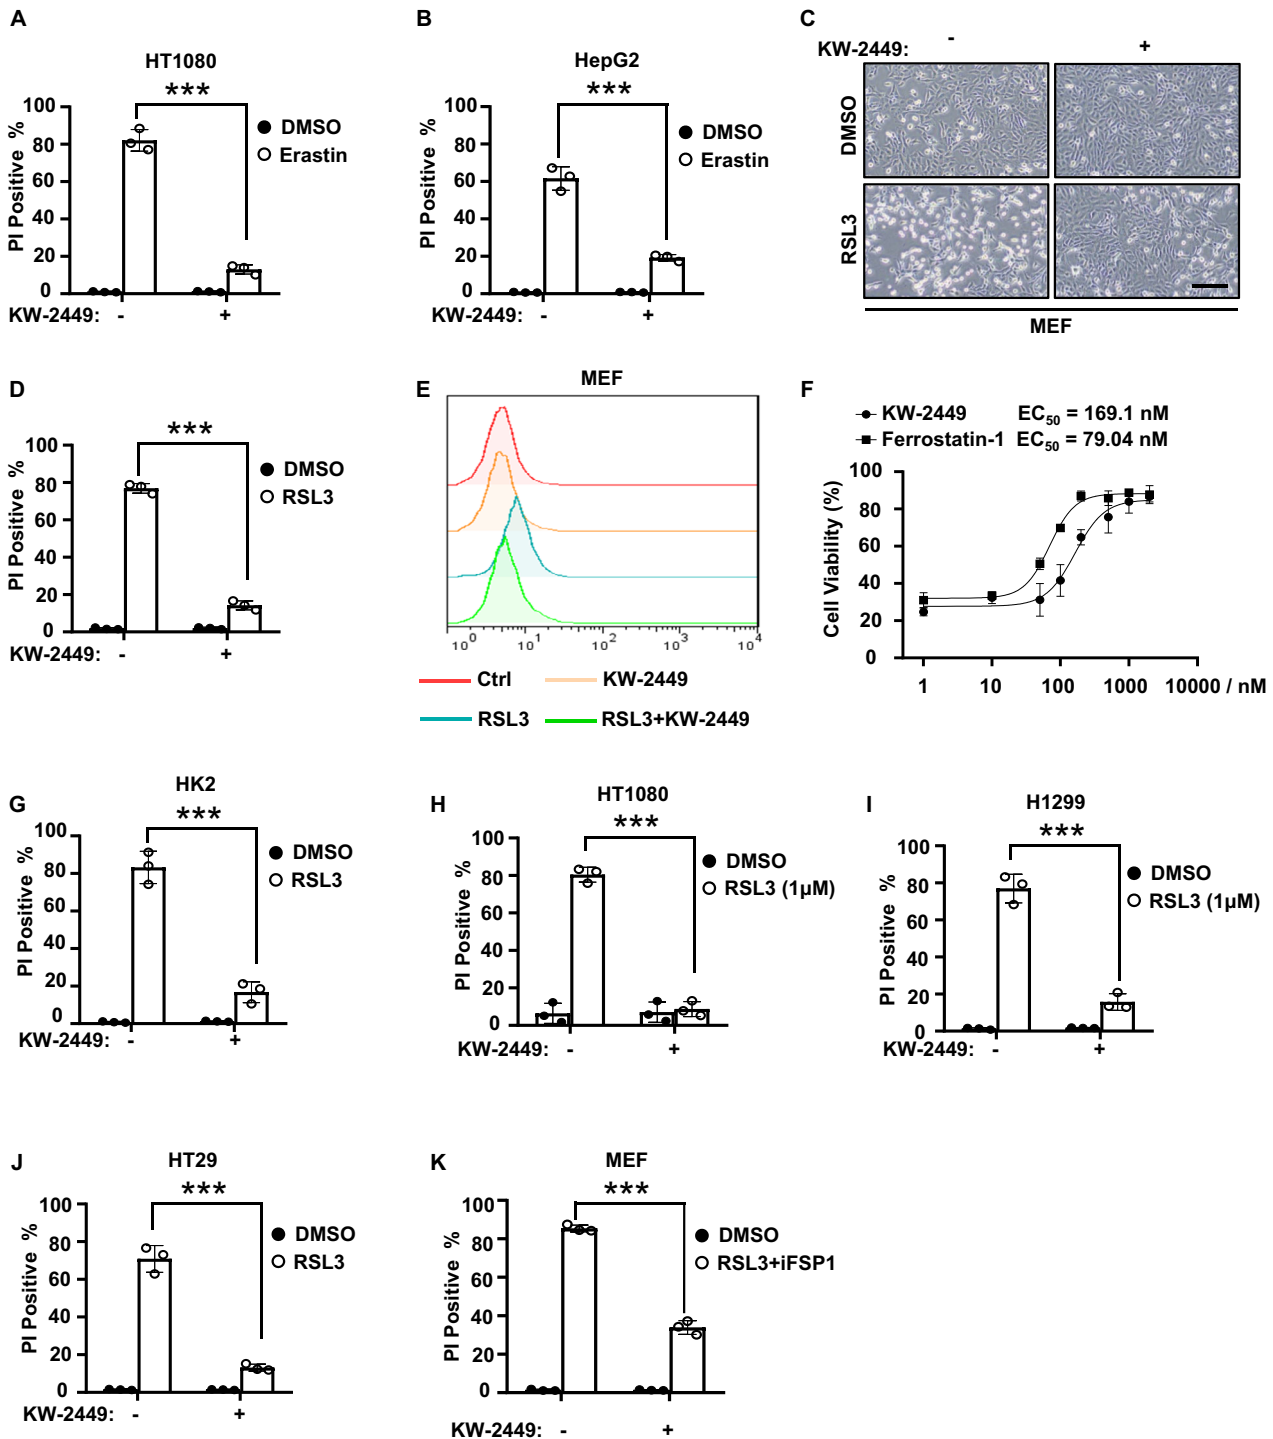 A
HT1080
***
100
80
60
40
20
0
PI Positive %
DMSO
Erastin
KW-2449: - +
B
HepG2
***
100
80
60
40
20
0
PI Positive %
DMSO
Erastin
KW-2449: - +
C
KW-2449: - +
DMSO
RSL3
MEF
D
***
100
80
60
40
20
0
PI Positive %
DMSO
RSL3
KW-2449: - +
E
MEF
10^0 10^1 10^2 10^3 10^4
Ctrl KW-2449
RSL3 RSL3+KW-2449
F
KW-2449 EC50 = 169.1 nM
Ferrostatin-1 EC50 = 79.04 nM
100
80
60
40
20
0
Cell Viability (%)
1 10 100 1000 10000 / nM
G
HK2
***
100
80
60
40
20
0
PI Positive %
DMSO
RSL3
KW-2449: - +
H
HT1080
***
100
80
60
40
20
0
PI Positive %
DMSO
RSL3 (1μM)
KW-2449: - +
I
H1299
***
100
80
60
40
20
0
PI Positive %
DMSO
RSL3 (1μM)
KW-2449: - +
J
HT29
***
100
80
60
40
20
0
PI Positive %
DMSO
RSL3
KW-2449: - +
K
MEF
***
100
80
60
40
20
0
PI Positive %
DMSO
RSL3+iFSP1
KW-2449: - +